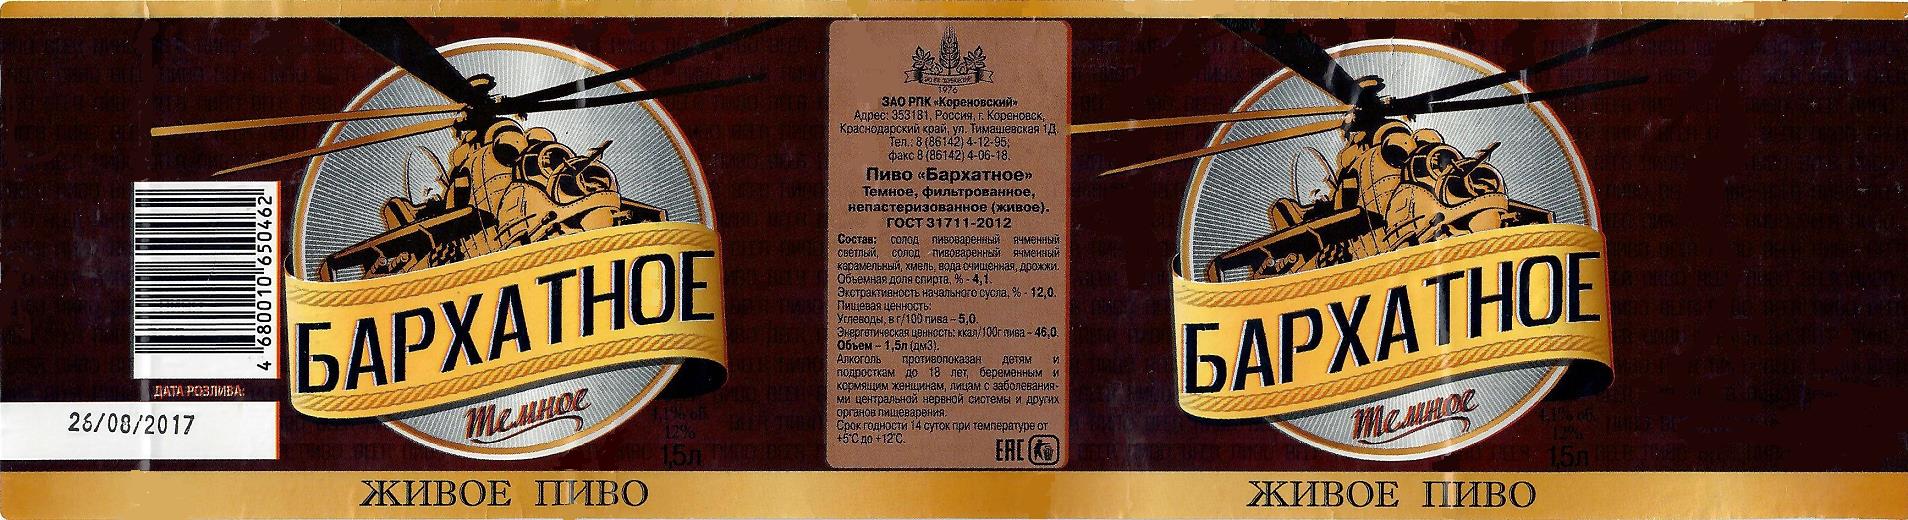 4 680010 650462
ДАТА РОЗЛИВА:
26/08/2017
БАРХАТНОЕ
Темное
4,1% об.
12%
1,5л
ЖИВОЕ ПИВО
1976
ЗАО РПК «Кореновский»
Адрес: 353181, Россия, г. Кореновск,
Краснодарский край, ул. Тимашевская 1Д.
Тел.: 8 (86142) 4-12-95;
факс 8 (86142) 4-06-18.
Пиво «Бархатное»
Темное, фильтрованное,
непастеризованное (живое).
ГОСТ 31711-2012
Состав: солод пивоваренный ячменный
светлый, солод пивоваренный ячменный
карамельный, хмель, вода очищенная, дрожжи.
Объемная доля спирта, % - 4,1.
Экстрактивность начального сусла, % - 12,0.
Пищевая ценность:
Углеводы, в г/100 пива – 5,0.
Энергетическая ценность: ккал/100г пива – 46,0.
Объем – 1,5л (дм3).
Алкоголь противопоказан детям и
подросткам до 18 лет, беременным и
кормящим женщинам, лицам с заболевания-
ми центральной нервной системы и других
органов пищеварения.
Срок годности 14 суток при температуре от
+5°С до +12°С.
EAC
БАРХАТНОЕ
Темное
4,1% об.
12%
1,5л
ЖИВОЕ ПИВО